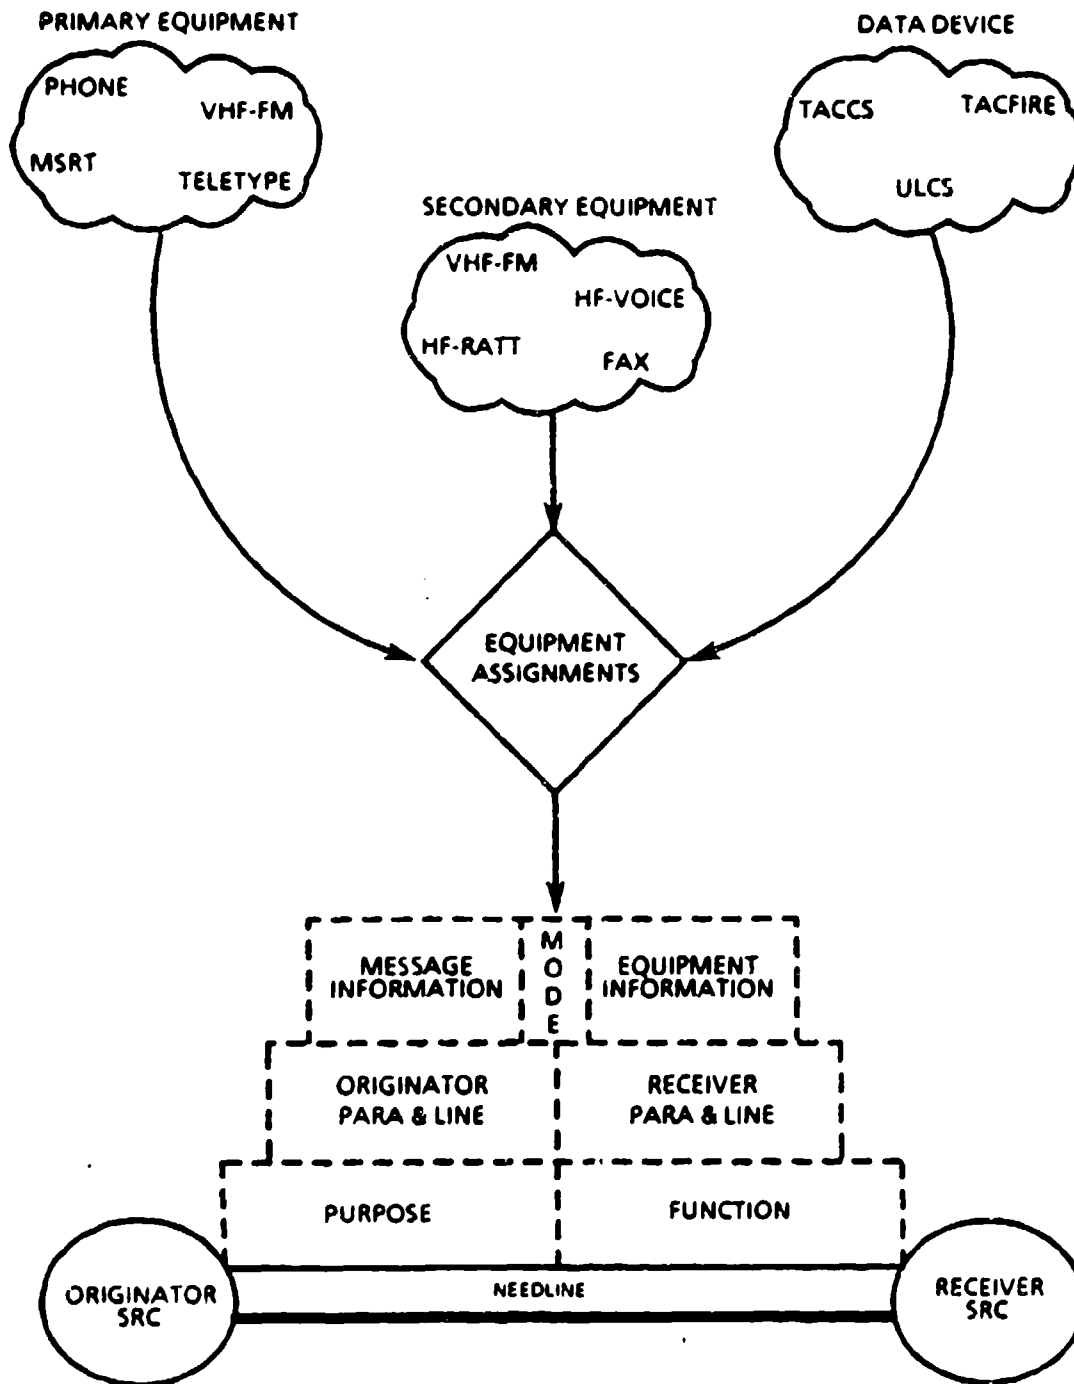 PRIMARY EQUIPMENT
DATA DEVICE
PHONE
VHF-FM
MSRT
TELETYPE
TACCS
TACFIRE
ULCS
SECONDARY EQUIPMENT
VHF-FM
HF-VOICE
HF-RATT
FAX
EQUIPMENT
ASSIGNMENTS
MESSAGE
INFORMATION
MODE
EQUIPMENT
INFORMATION
ORIGINATOR
PARA & LINE
RECEIVER
PARA & LINE
PURPOSE
FUNCTION
ORIGINATOR
SRC
NEEDLINE
RECEIVER
SRC